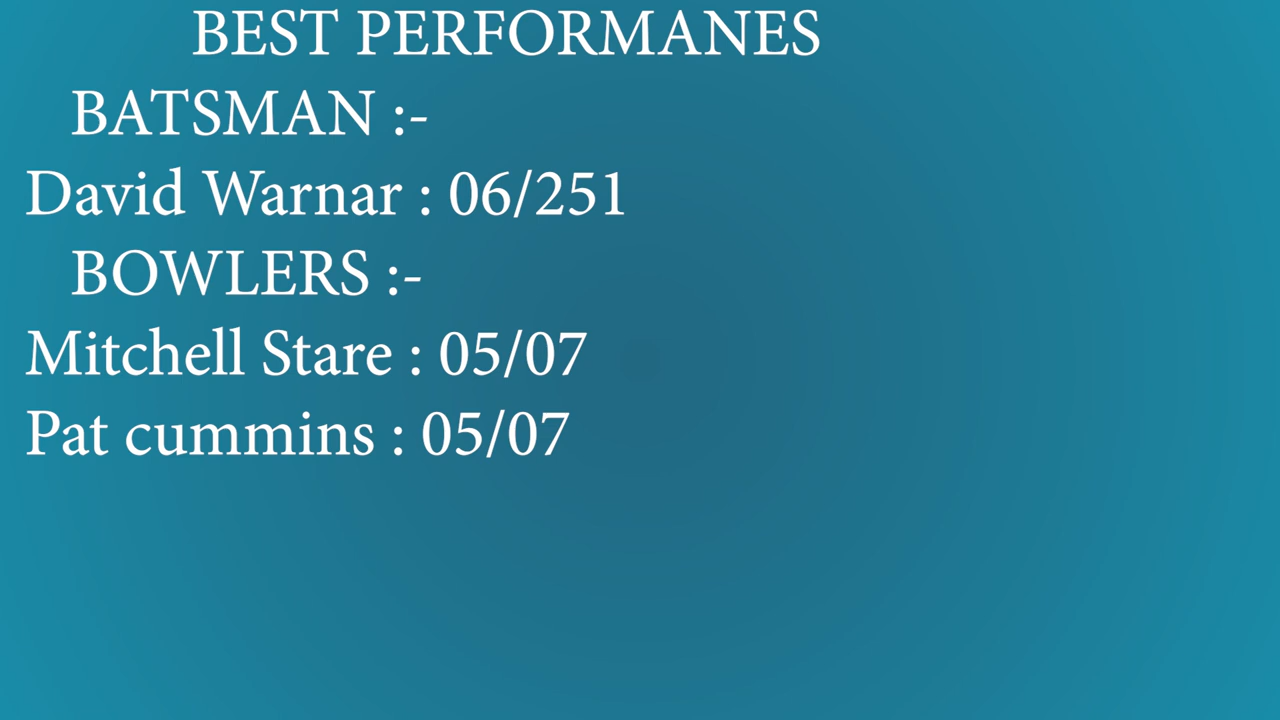 BEST PERFORMANES
BATSMAN :-
David Warnar : 06/251
BOWLERS :-
Mitchell Stare : 05/07
Pat cummins : 05/07